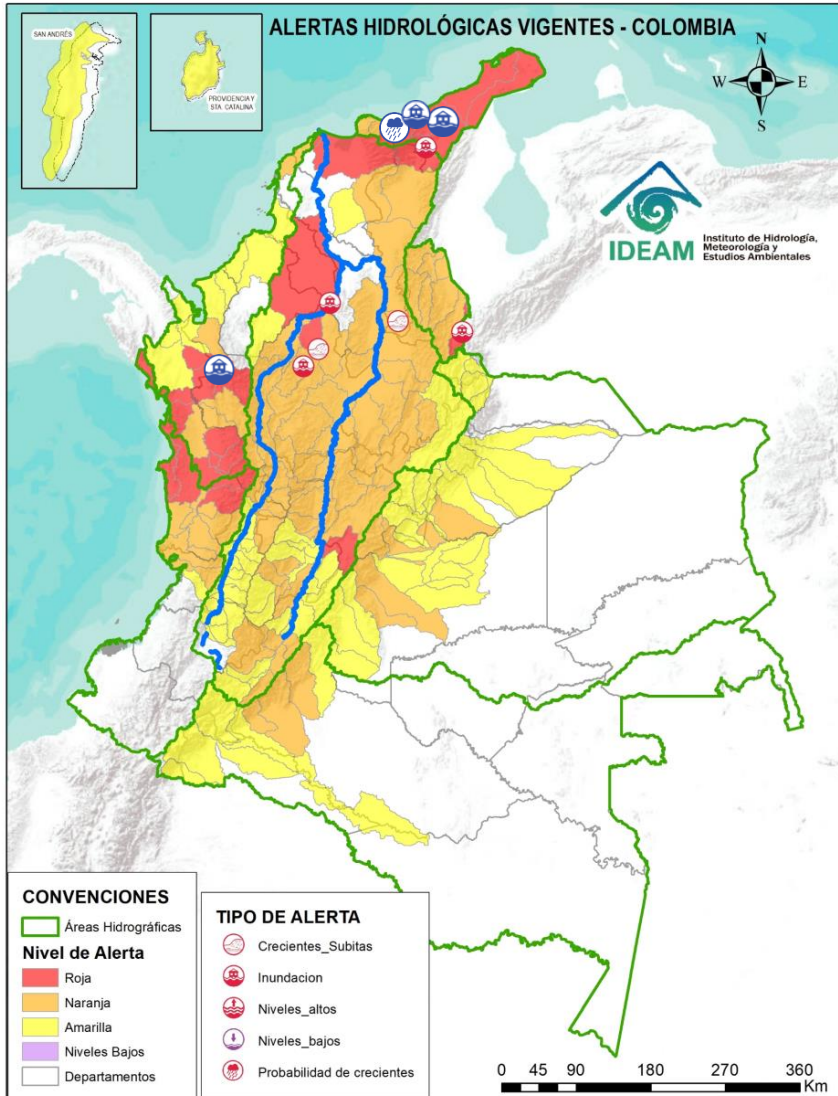 ALERTAS HIDROLÓGICAS VIGENTES - COLOMBIA
SAN ANDRÉS
PROVIDENCIA Y
STA. CATALINA
N
W
E
S
IDEAM
Instituto de Hidrología,
Meteorología y
Estudios Ambientales
CONVENCIONES
Áreas Hidrográficas
Nivel de Alerta
Roja
Naranja
Amarilla
Niveles Bajos
Departamentos
TIPO DE ALERTA
Crecientes_Subitas
Inundacion
Niveles_altos
Niveles_bajos
Probabilidad de crecientes
0 45 90 180 270 360
Km